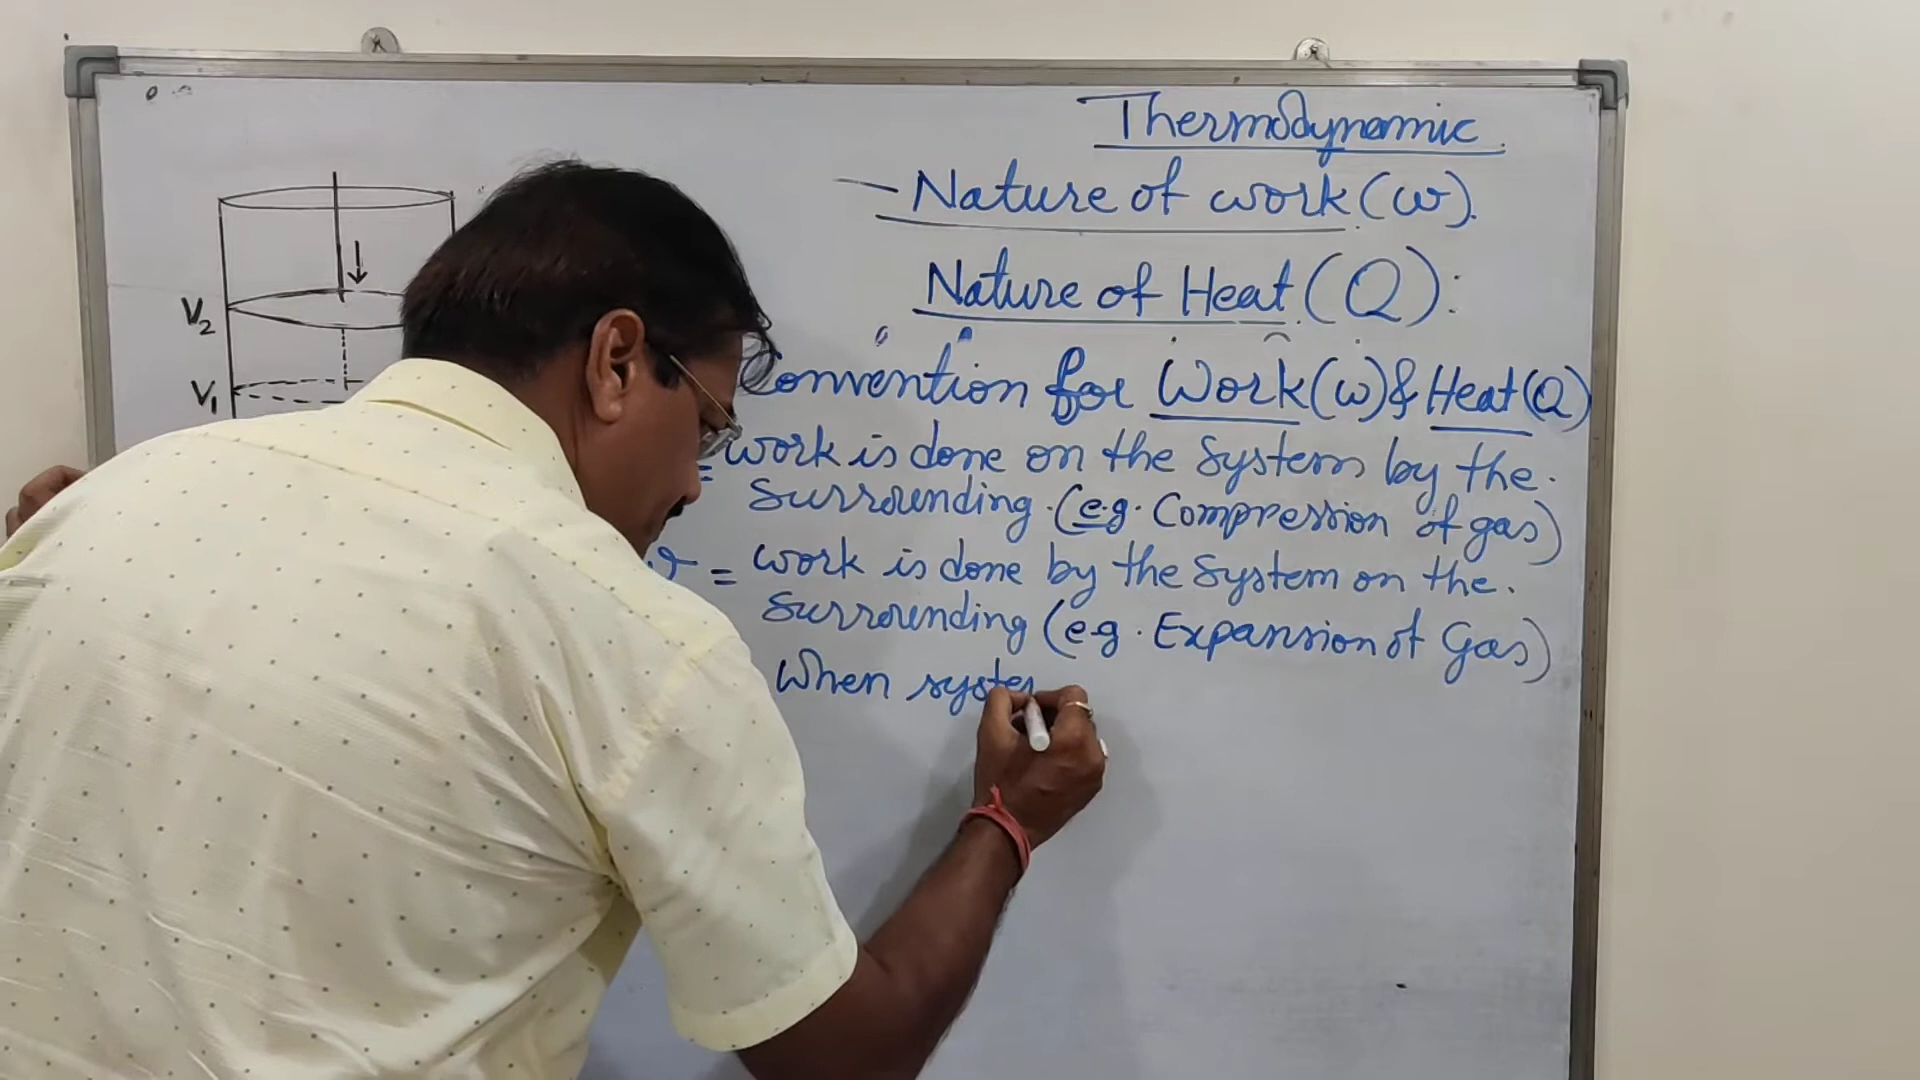 Thermodynamic.
- Nature of work (w).
Nature of Heat (Q) :
Convention for Work (w) & Heat (Q)
= work is done on the System by the.
Surrounding. (e.g. Compression of gas)
= work is done by the System on the.
Surrounding (e.g. Expansion of Gas)
When system
V2
V1